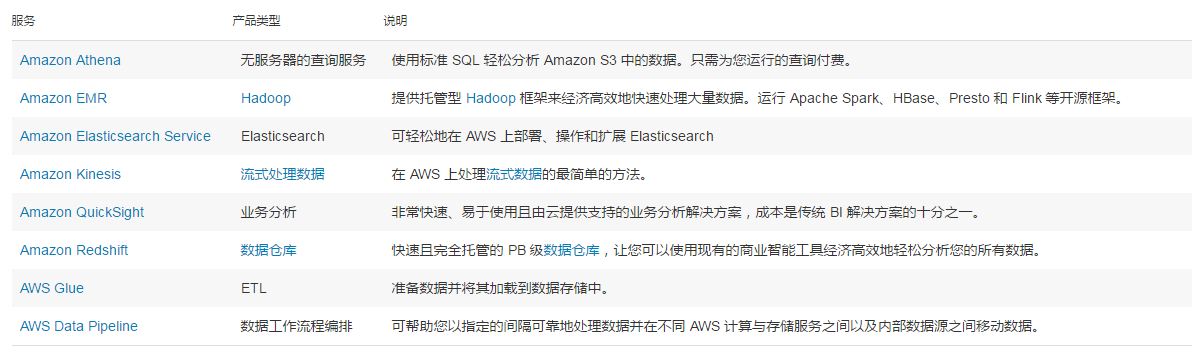 服务 产品类型 说明
Amazon Athena 无服务器的查询服务 使用标准 SQL 轻松分析 Amazon S3 中的数据。只需为您运行的查询付费。
Amazon EMR Hadoop 提供托管型 Hadoop 框架来经济高效地快速处理大量数据。运行 Apache Spark、HBase、Presto 和 Flink 等开源框架。
Amazon Elasticsearch Service Elasticsearch 可轻松地在 AWS 上部署、操作和扩展 Elasticsearch
Amazon Kinesis 流式处理数据 在 AWS 上处理流式数据的最简单的方法。
Amazon QuickSight 业务分析 非常快速、易于使用且由云提供支持的业务分析解决方案，成本是传统 BI 解决方案的十分之一。
Amazon Redshift 数据仓库 快速且完全托管的 PB 级数据仓库，让您可以使用现有的商业智能工具经济高效地轻松分析您的所有数据。
AWS Glue ETL 准备数据并将其加载到数据存储中。
AWS Data Pipeline 数据工作流程编排 可帮助您以指定的间隔可靠地处理数据并在不同 AWS 计算与存储服务之间以及内部数据源之间移动数据。